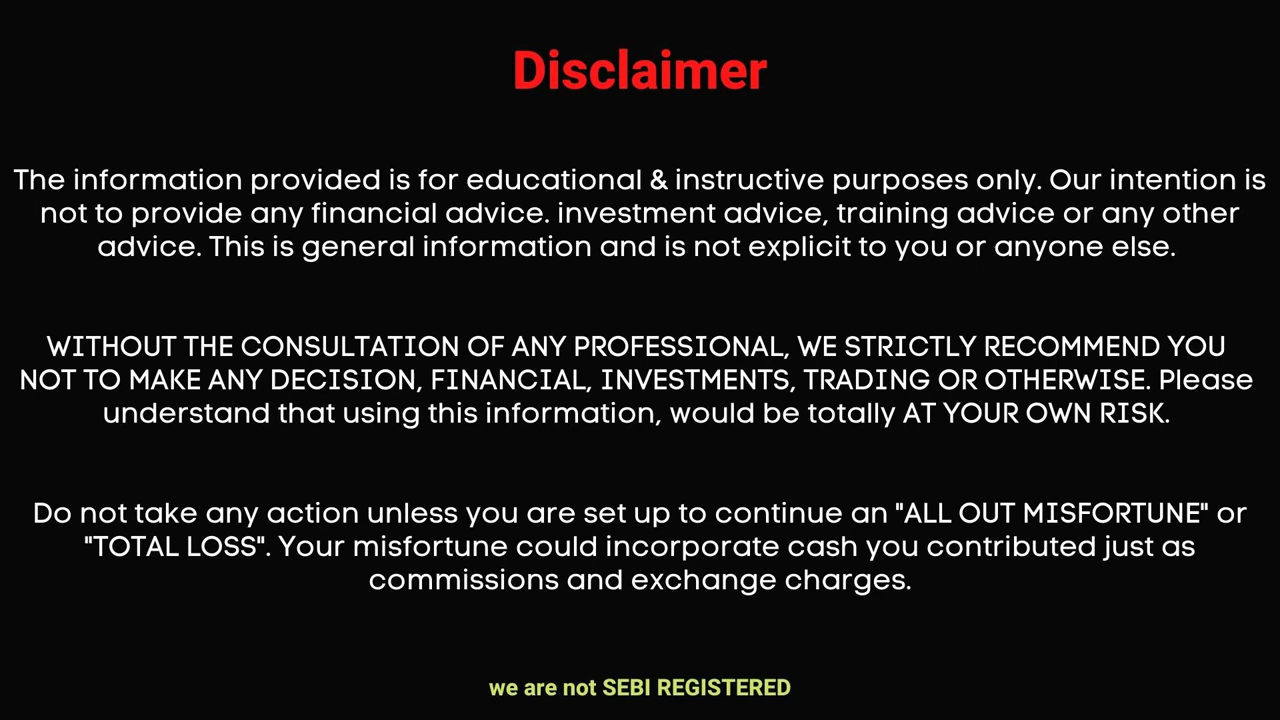 Disclaimer
The information provided is for educational & instructive purposes only. Our intention is
not to provide any financial advice. investment advice, training advice or any other
advice. This is general information and is not explicit to you or anyone else.
WITHOUT THE CONSULTATION OF ANY PROFESSIONAL, WE STRICTLY RECOMMEND YOU
NOT TO MAKE ANY DECISION, FINANCIAL, INVESTMENTS, TRADING OR OTHERWISE. Please
understand that using this information, would be totally AT YOUR OWN RISK.
Do not take any action unless you are set up to continue an "ALL OUT MISFORTUNE" or
"TOTAL LOSS". Your misfortune could incorporate cash you contributed just as
commissions and exchange charges.
we are not SEBI REGISTERED